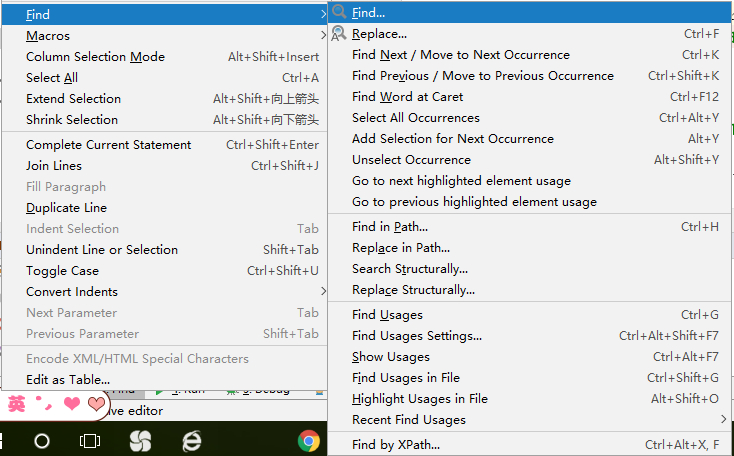 Find
Macros
Column Selection Mode Alt+Shift+Insert
Select All Ctrl+A
Extend Selection Alt+Shift+向上箭头
Shrink Selection Alt+Shift+向下箭头
Complete Current Statement Ctrl+Shift+Enter
Join Lines Ctrl+Shift+J
Fill Paragraph
Duplicate Line
Indent Selection Tab
Unindent Line or Selection Shift+Tab
Toggle Case Ctrl+Shift+U
Convert Indents
Next Parameter Tab
Previous Parameter Shift+Tab
Encode XML/HTML Special Characters
Edit as Table...
Find...
Replace... Ctrl+F
Find Next / Move to Next Occurrence Ctrl+K
Find Previous / Move to Previous Occurrence Ctrl+Shift+K
Find Word at Caret Ctrl+F12
Select All Occurrences Ctrl+Alt+Y
Add Selection for Next Occurrence Alt+Y
Unselect Occurrence Alt+Shift+Y
Go to next highlighted element usage
Go to previous highlighted element usage
Find in Path... Ctrl+H
Replace in Path...
Search Structurally...
Replace Structurally...
Find Usages Ctrl+G
Find Usages Settings... Ctrl+Alt+Shift+F7
Show Usages Ctrl+Alt+F7
Find Usages in File Ctrl+Shift+G
Highlight Usages in File Alt+Shift+O
Recent Find Usages
Find by XPath... Ctrl+Alt+X, F
英
editor